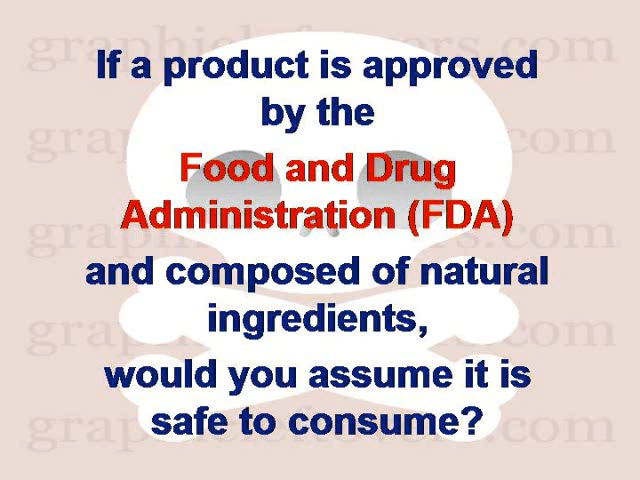 If a product is approved
by the
Food and Drug
Administration (FDA)
and composed of natural
ingredients,
would you assume it is
safe to consume?